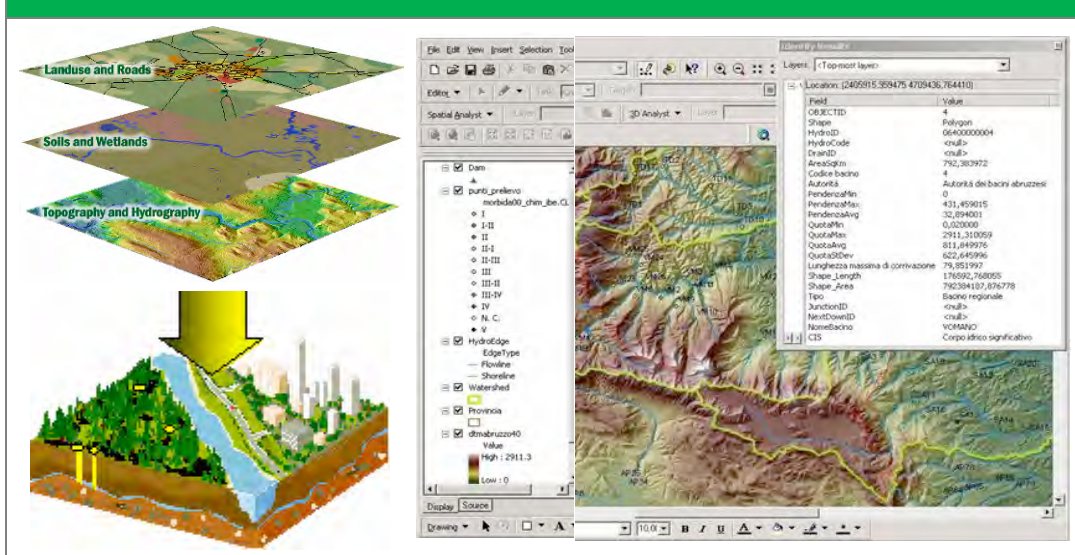 Landuse and Roads
Soils and Wetlands
Topography and Hydrography
File Edit View Insert Selection
Editor
Spatial Analyst
Layer
3D Analyst
Layer
Dam
punti_prelievo
I
I-II
II
II-I
II-III
III
III-II
III-IV
IV
N. C.
V
HydroEdge
EdgeType
Flowline
Shoreline
Watershed
Provincia
dtmabruzzo40
Value
High : 2911.3
Low : 0
Display Source
Drawing
B I U A
Identify Results
Layers: <Top-most layer>
Location: (2405915,959475 4709436,764410)
Field Value
OBJECTID 4
Shape Polygon
HydroID 06400000004
HydroCode <null>
DrainID <null>
AreaSqKm 792,383972
Codice bacino 4
Autorità Autorità dei bacini abruzzesi
PendenzaMin 0
PendenzaMax 431,459015
PendenzaAvg 32,894001
QuotaMin 0,020000
QuotaMax 2911,310059
QuotaAvg 811,849976
QuotaStDev 622,645996
Lunghezza massima di corrivazione 79,851997
Shape_Length 176592,768055
Shape_Area 792384187,876778
Tipo Bacino regionale
JunctionID <null>
NextDownID <null>
NomeBacino VOMANO
CIS Corpo idrico significativo